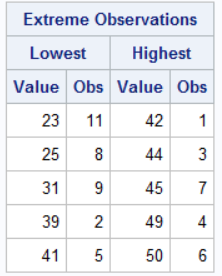 Extreme Observations
Lowest Highest
Value Obs Value Obs
23 11 42 1
25 8 44 3
31 9 45 7
39 2 49 4
41 5 50 6